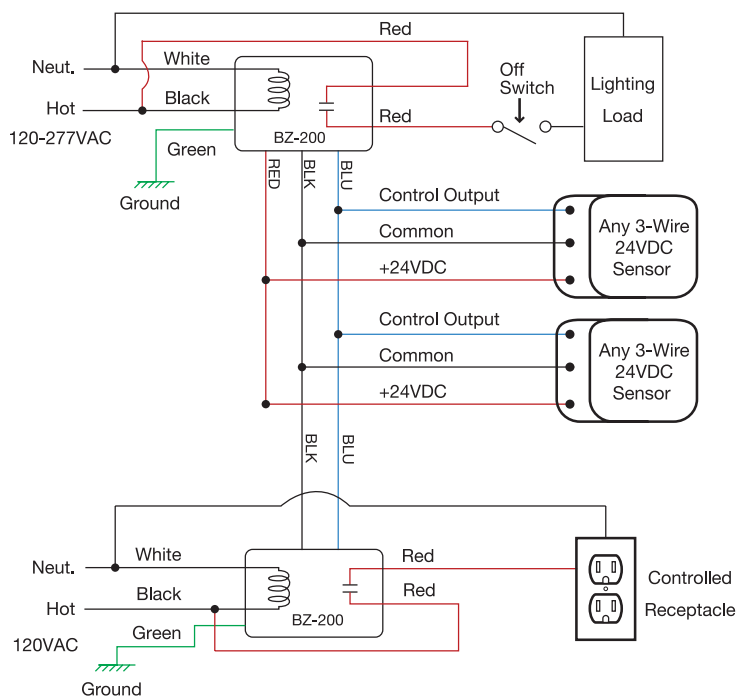 Red
Neut.
White
Off
Switch
Lighting
Load
Hot
Black
Red
120-277VAC
BZ-200
Green
Ground
RED
BLK
BLU
Control Output
Common
+24VDC
Any 3-Wire
24VDC
Sensor
Control Output
Common
+24VDC
Any 3-Wire
24VDC
Sensor
BLK
BLU
Neut.
White
Red
Controlled
Receptacle
Hot
Black
Red
120VAC
Green
BZ-200
Ground